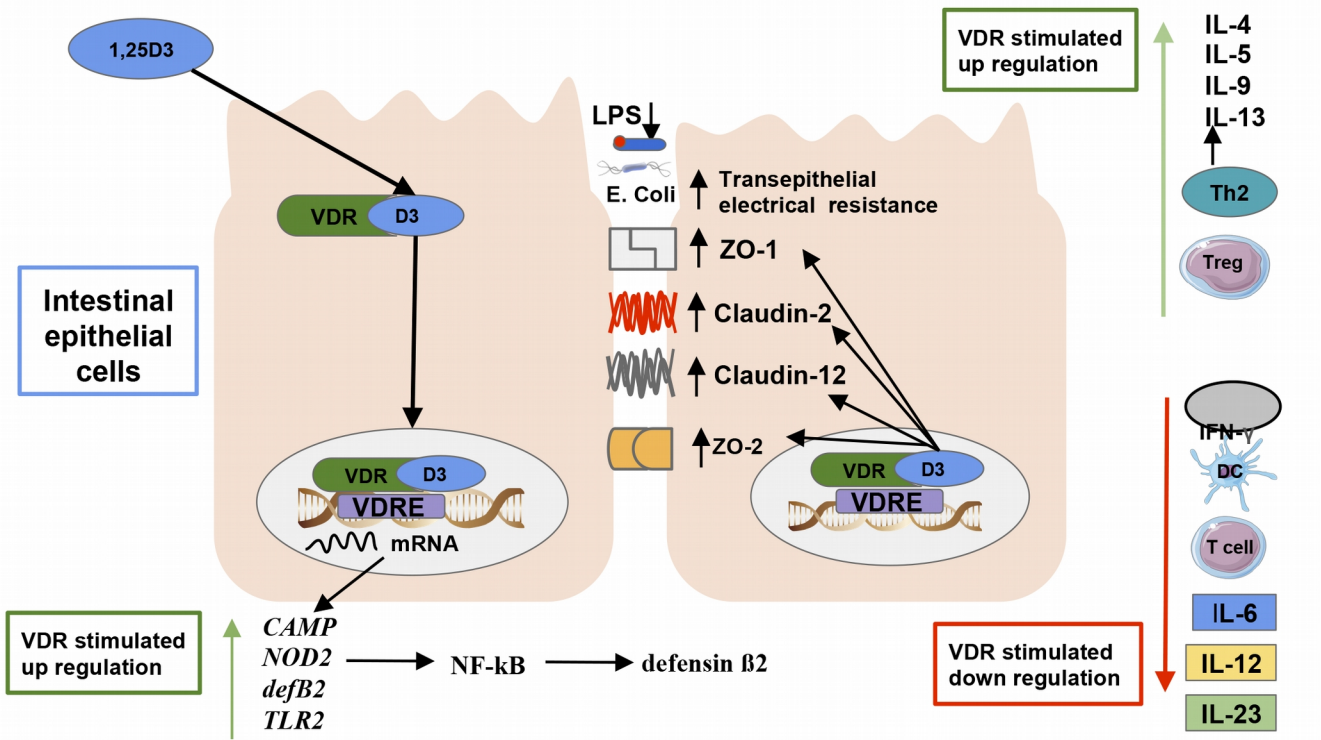 1,25D3
VDR
D3
Intestinal
epithelial
cells
VDR
D3
VDRE
mRNA
VDR stimulated
up regulation
CAMP
NOD2
defB2
TLR2
NF-kB
defensin ß2
LPS
E. Coli
Transepithelial
electrical resistance
ZO-1
Claudin-2
Claudin-12
ZO-2
VDR
D3
VDRE
VDR stimulated
up regulation
IL-4
IL-5
IL-9
IL-13
Th2
Treg
IFN-γ
DC
T cell
IL-6
IL-12
IL-23
VDR stimulated
down regulation